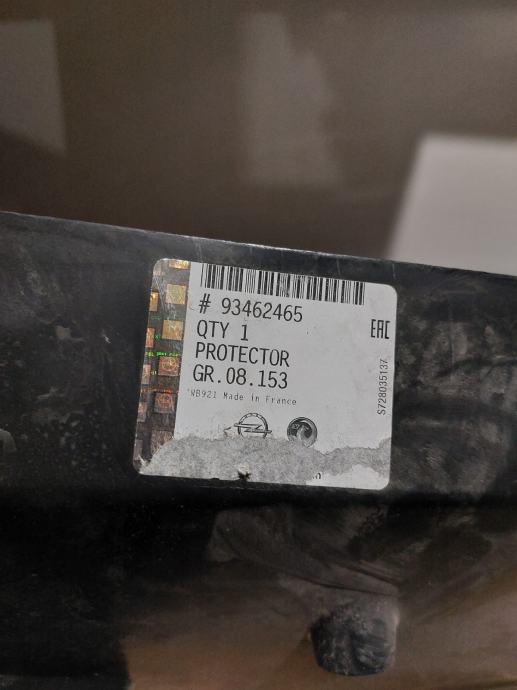 # 93462465
QTY 1
PROTECTOR
GR.08.153
WB921 Made in France
EAC
S728035137